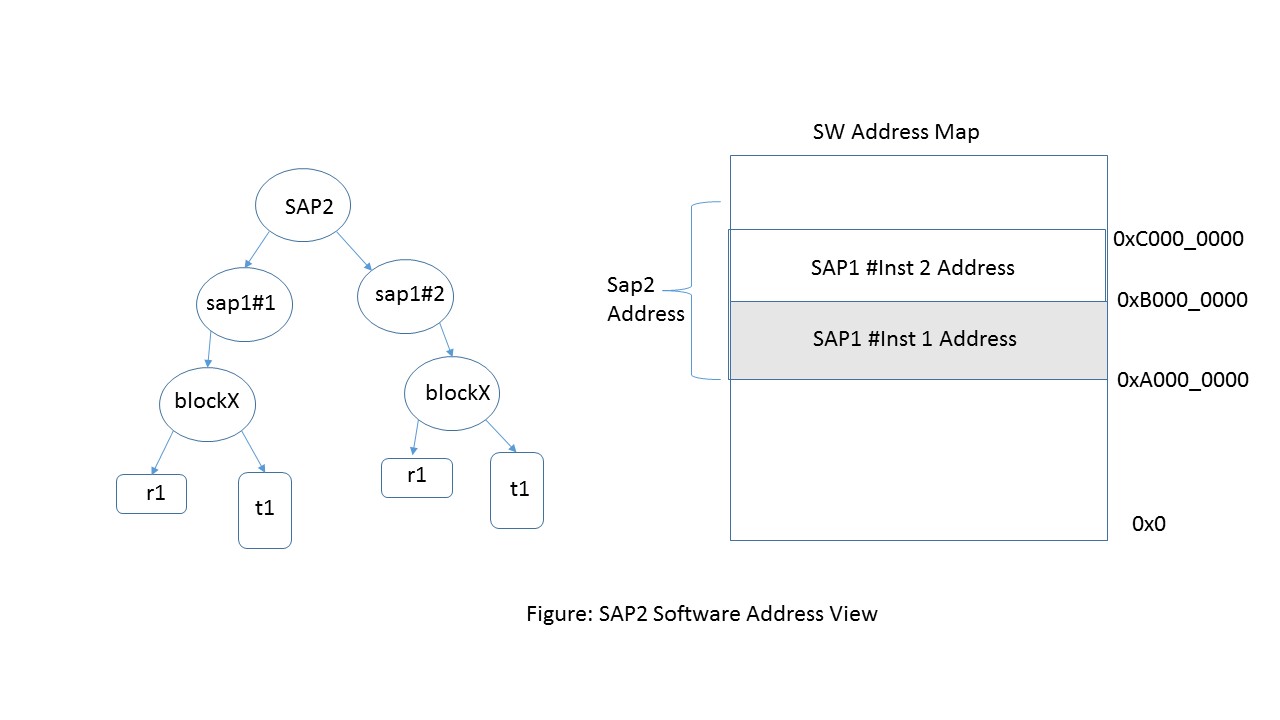 SW Address Map
SAP2
0xC000_0000
SAP1 #Inst 2 Address
Sap2
Address
sap1#1
sap1#2
0xB000_0000
SAP1 #Inst 1 Address
0xA000_0000
blockX
blockX
r1
t1
r1
t1
0x0
Figure: SAP2 Software Address View